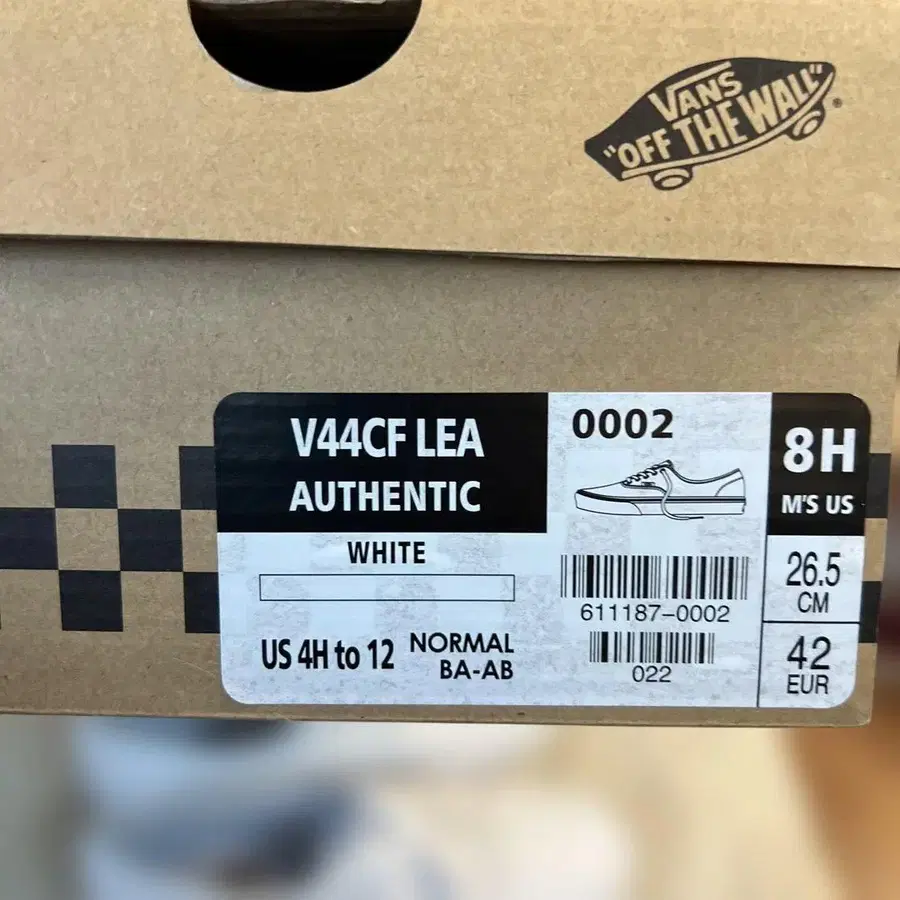 VANS
"OFF THE WALL"
V44CF LEA
AUTHENTIC
WHITE
US 4H to 12
NORMAL
BA-AB
0002
611187-0002
022
8H
M'S US
26.5
CM
42
EUR